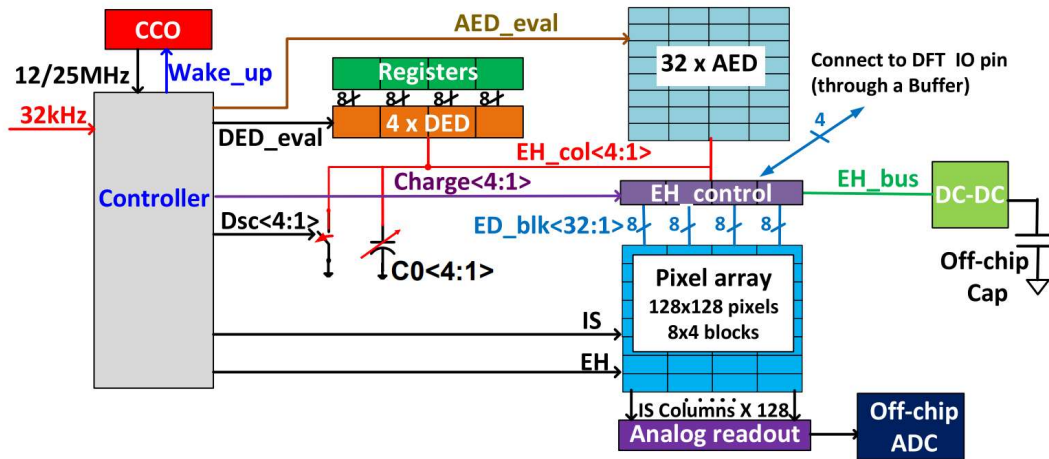 CCO
AED_eval
12/25MHz
Wake_up
Registers
32 x AED
Connect to DFT IO pin
(through a Buffer)
8 8 8 8
32kHz
4 x DED
4
DED_eval
EH_col<4:1>
Controller
Charge<4:1>
EH_control
EH_bus
DC-DC
Dsc<4:1>
ED_blk<32:1>
8 8 8 8
C0<4:1>
Pixel array
128x128 pixels
8x4 blocks
Off-chip
Cap
IS
EH
IS Columns X 128
Analog readout
Off-chip
ADC